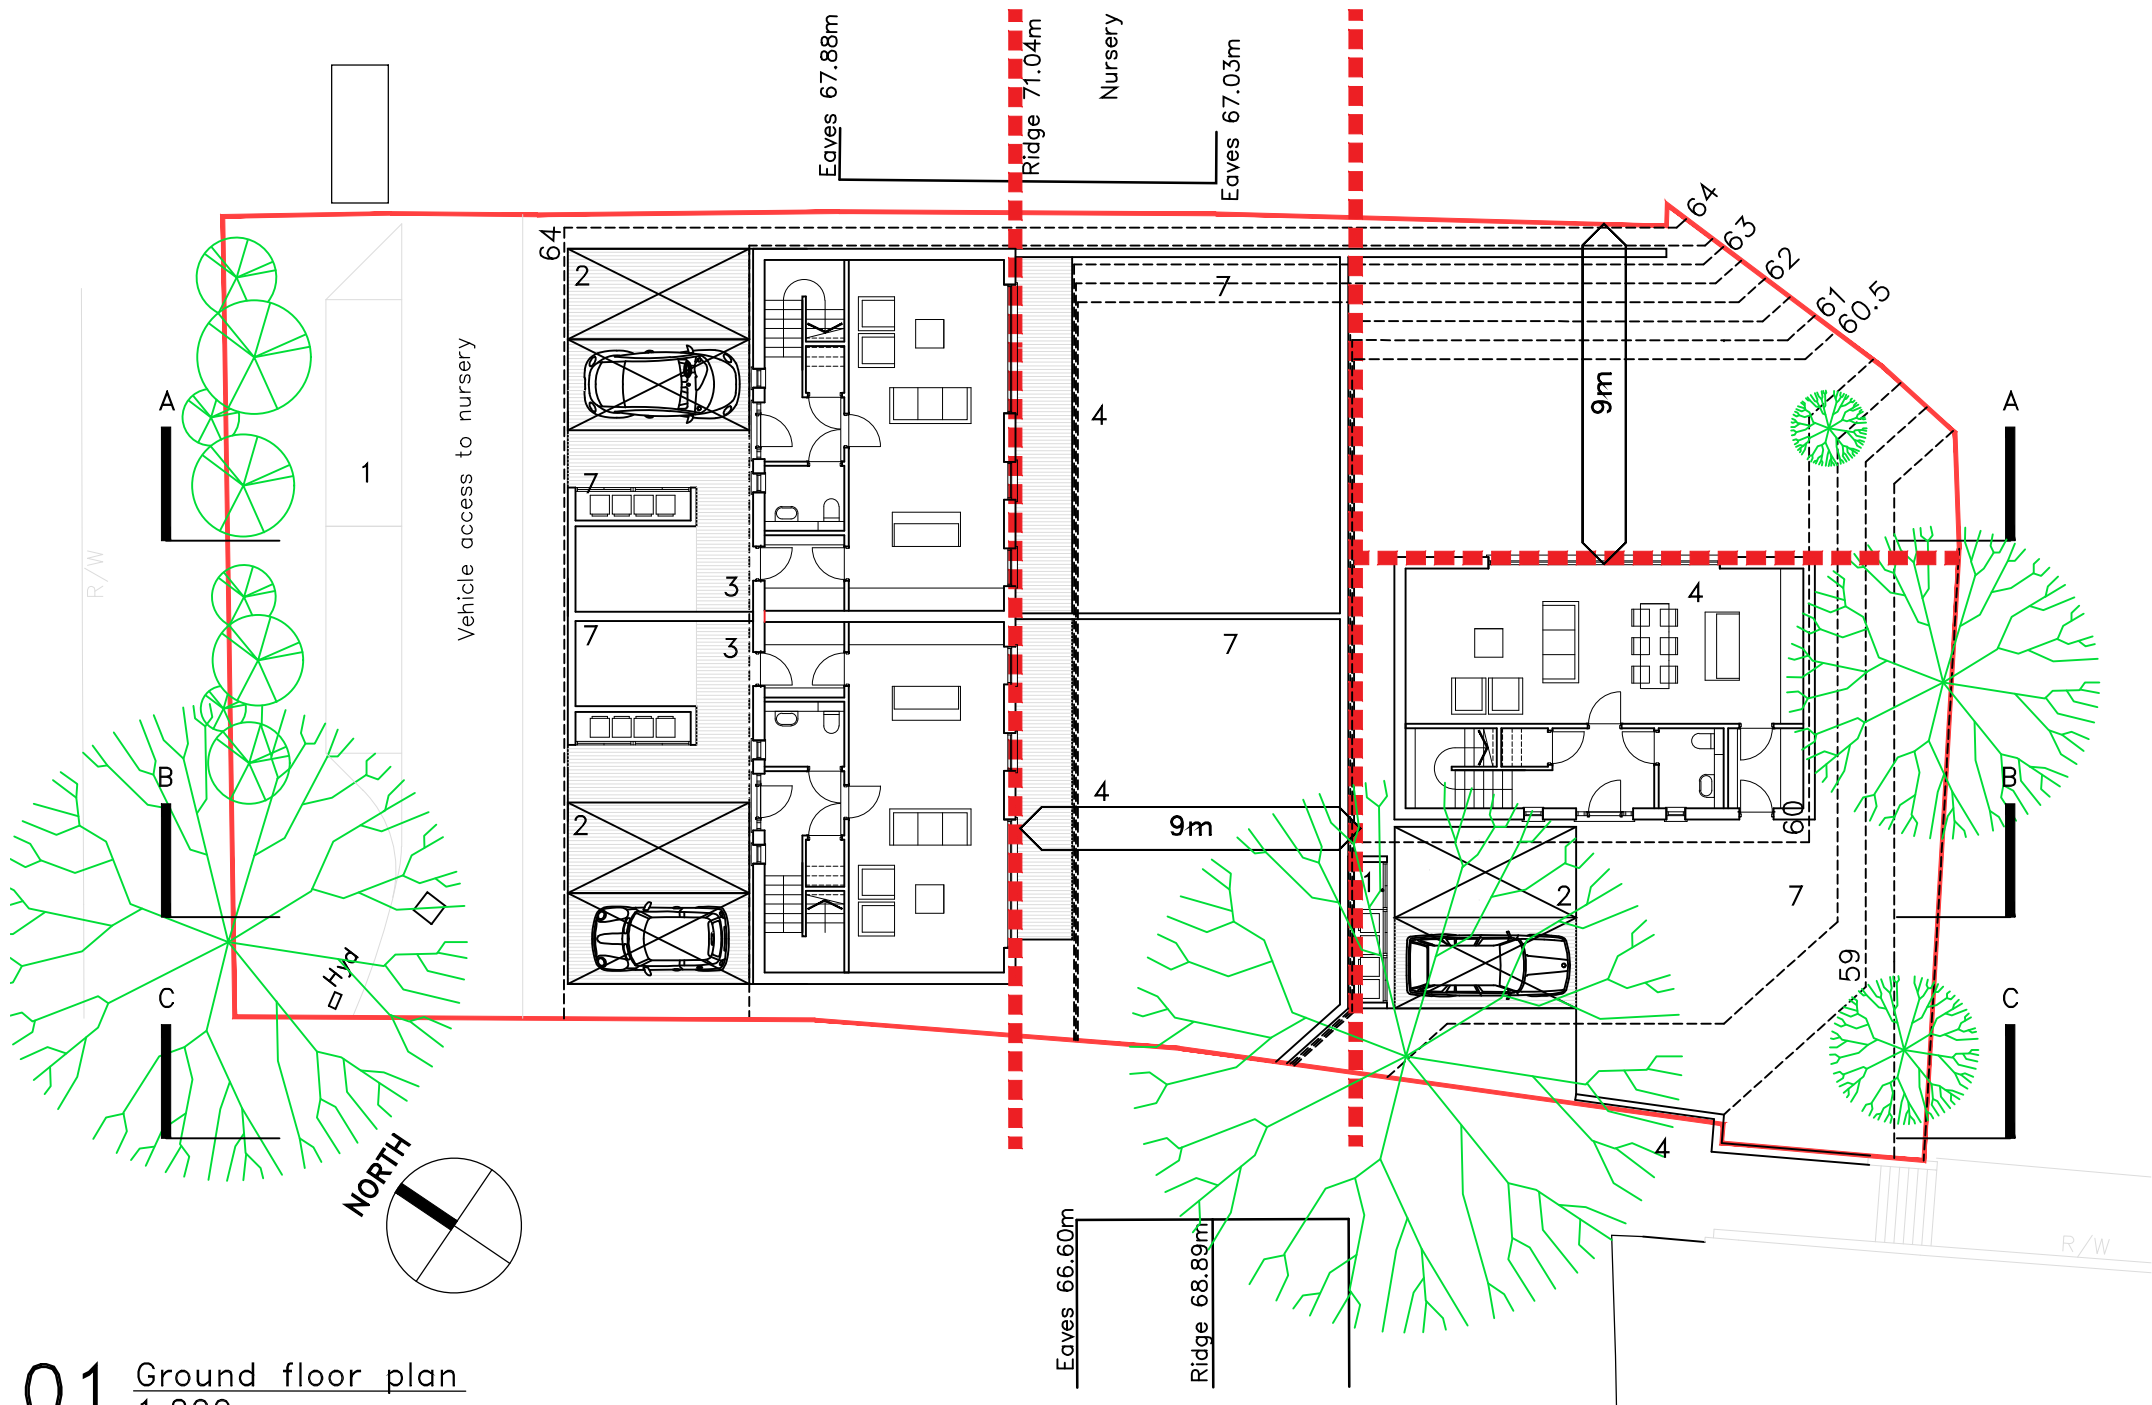 Eaves 67.88m
Ridge 71.04m
Nursery
Eaves 67.03m
64
63
62
61
60.5
64
2
7
A
A
9m
4
1
Vehicle access to nursery
7
R/W
3
4
7
3
7
B
B
2
4
9m
60
1
2
7
Hyd
59
C
C
NORTH
4
Eaves 66.60m
Ridge 68.89m
R/W
01
Ground floor plan